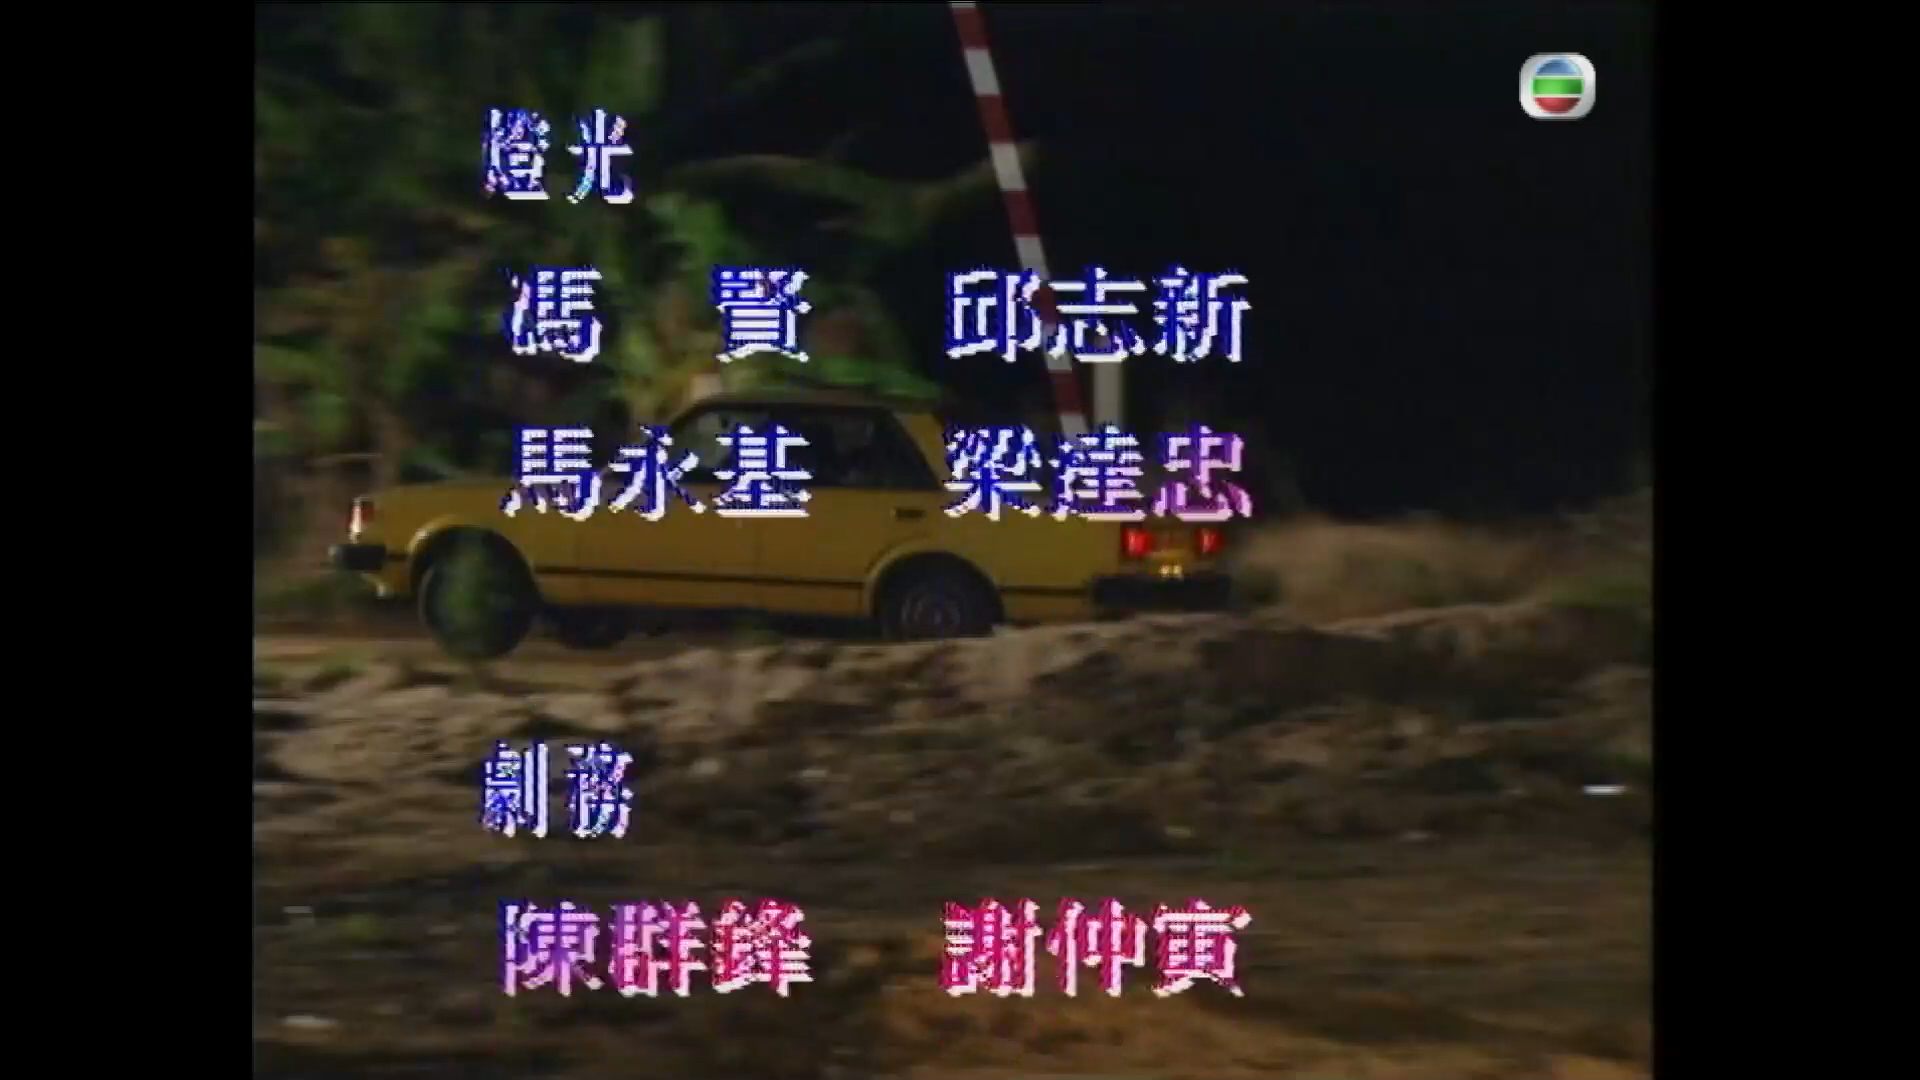 燈光
馮 賢 邱志新
馬永基 梁達忠
劇務
陳群鋒 謝仲寅